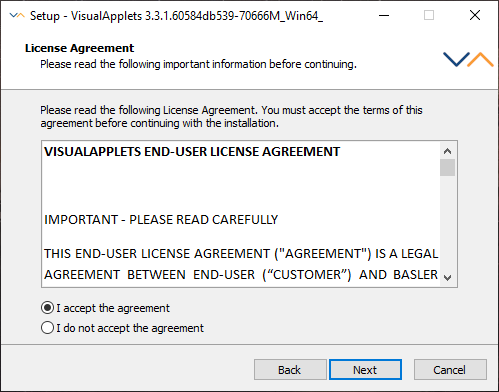 Setup - VisualApplets 3.3.1.60584db539-70666M_Win64_
License Agreement
Please read the following important information before continuing.
Please read the following License Agreement. You must accept the terms of this
agreement before continuing with the installation.
VISUALAPPLETS END-USER LICENSE AGREEMENT
IMPORTANT - PLEASE READ CAREFULLY
THIS END-USER LICENSE AGREEMENT ("AGREEMENT") IS A LEGAL
AGREEMENT BETWEEN END-USER (“CUSTOMER”) AND BASLER
I accept the agreement
I do not accept the agreement
Back
Next
Cancel